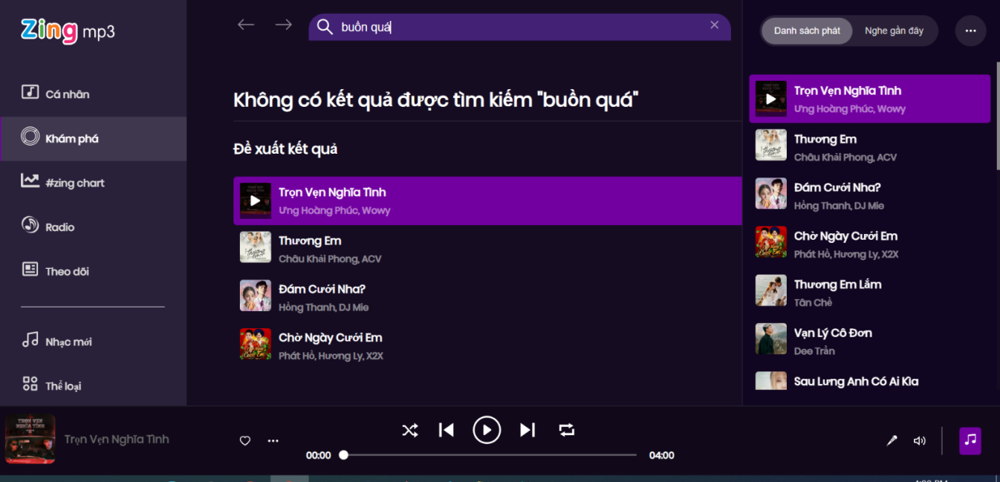 Zing mp3
Cá nhân
Khám phá
#zing chart
Radio
Theo dõi
Nhạc mới
Thể loại
buồn quá
Không có kết quả được tìm kiếm "buồn quá"
Đề xuất kết quả
Trọn Vẹn Nghĩa Tình
Ưng Hoàng Phúc, Wowy
Thương Em
Châu Khải Phong, ACV
Đám Cưới Nha?
Hồng Thanh, DJ Mie
Chờ Ngày Cưới Em
Phát Hồ, Hương Ly, X2X
Danh sách phát
Nghe gần đây
Trọn Vẹn Nghĩa Tình
Ưng Hoàng Phúc, Wowy
Thương Em
Châu Khải Phong, ACV
Đám Cưới Nha?
Hồng Thanh, DJ Mie
Chờ Ngày Cưới Em
Phát Hồ, Hương Ly, X2X
Thương Em Lắm
Tân Chề
Vạn Lý Cô Đơn
Dee Trần
Sau Lưng Anh Có Ai Kìa
TRỌN VẸN
NGHĨA TÌNH
Trọn Vẹn Nghĩa Tình
00:00
04:00